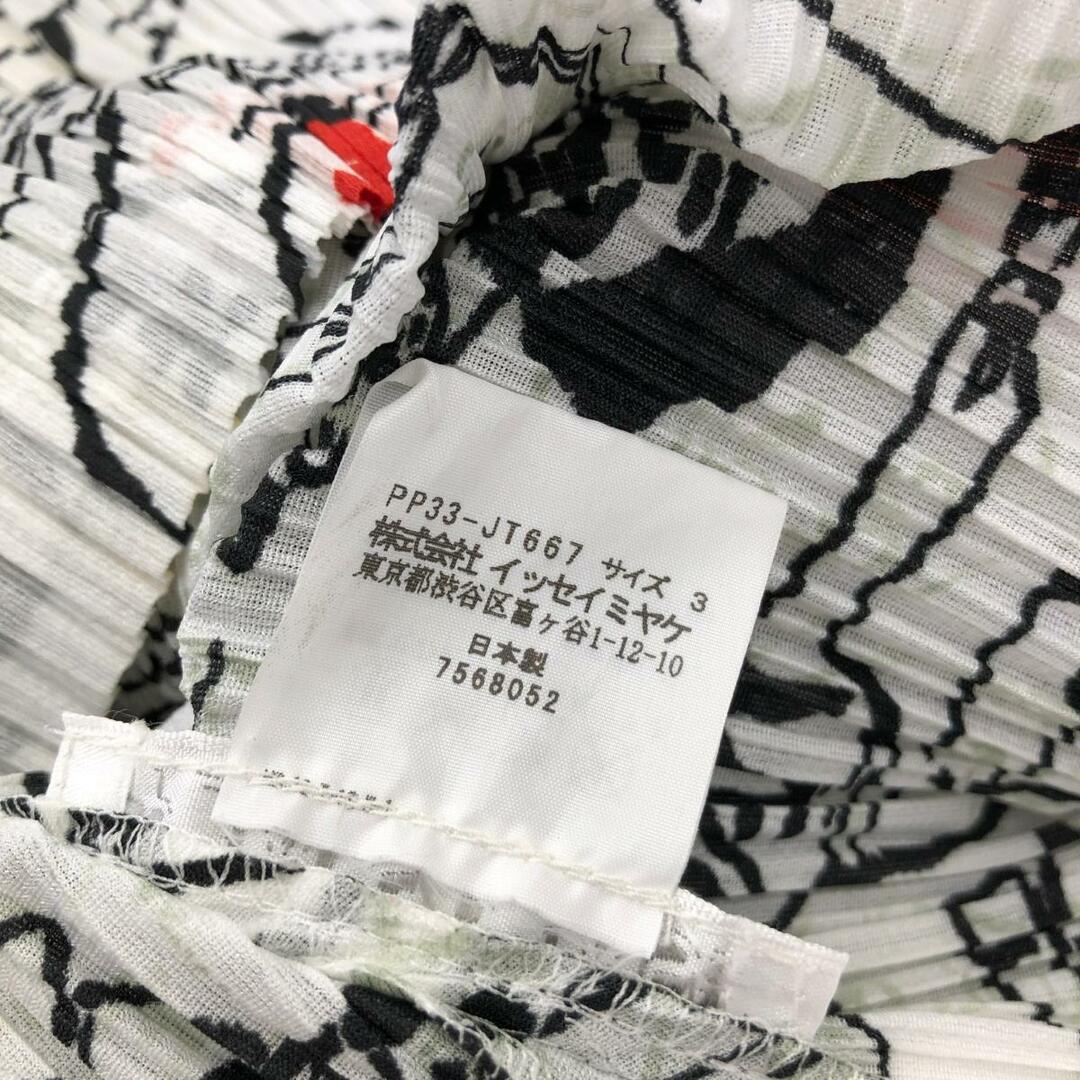 PP33-JT667 サイズ 3
株式会社 イッセイミヤケ
東京都渋谷区富ヶ谷1-12-10
日本製
7568052